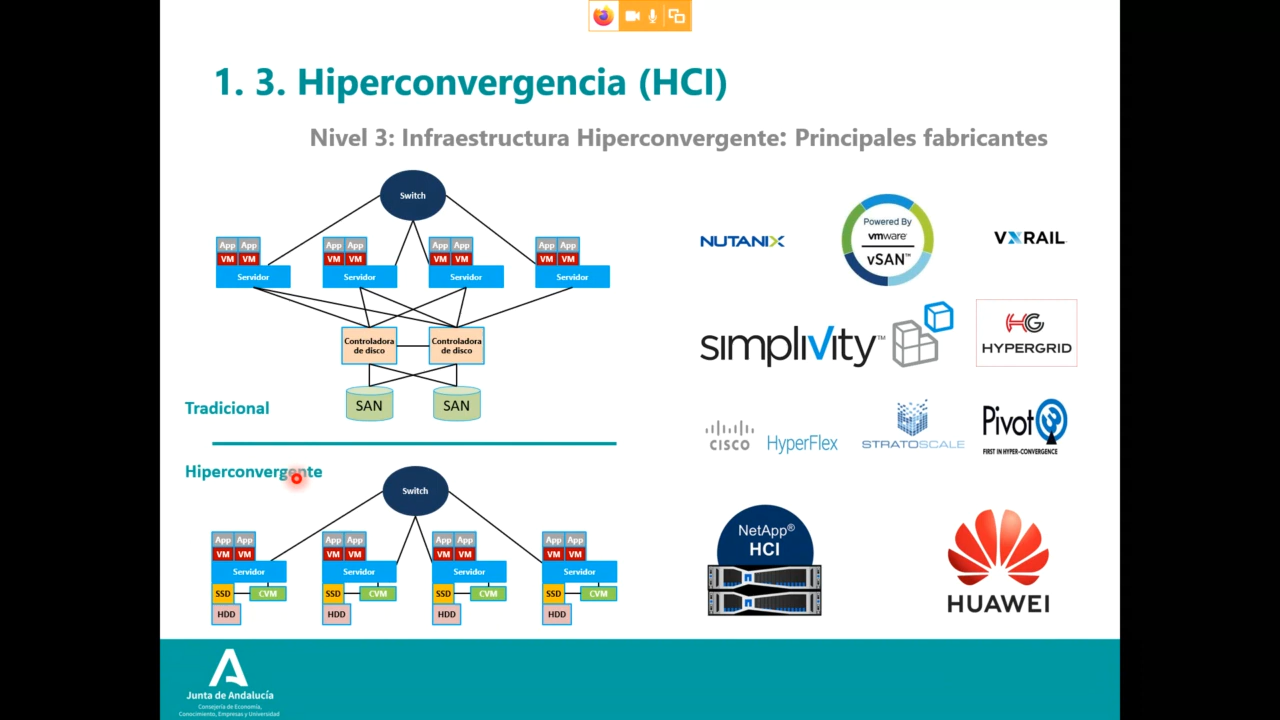 1. 3. Hiperconvergencia (HCI)
Nivel 3: Infraestructura Hiperconvergente: Principales fabricantes
Switch
App App App App App App App App
VM VM VM VM VM VM VM VM
Servidor Servidor Servidor Servidor
Controladora de disco
Controladora de disco
SAN SAN
Tradicional
Hiperconvergente
Switch
App App App App App App App App
VM VM VM VM VM VM VM VM
Servidor Servidor Servidor Servidor
SSD CVM SSD CVM SSD CVM SSD CVM
HDD HDD HDD HDD
NUTANIX
Powered By
vmware
vSAN™
VXRAIL
simplivity™
HG
HYPERGRID
CISCO HyperFlex
STRATOSCALE
Pivot3
FIRST IN HYPER-CONVERGENCE
NetApp®
HCI
HUAWEI
Junta de Andalucía
Consejería de Economía,
Conocimiento, Empresas y Universidad